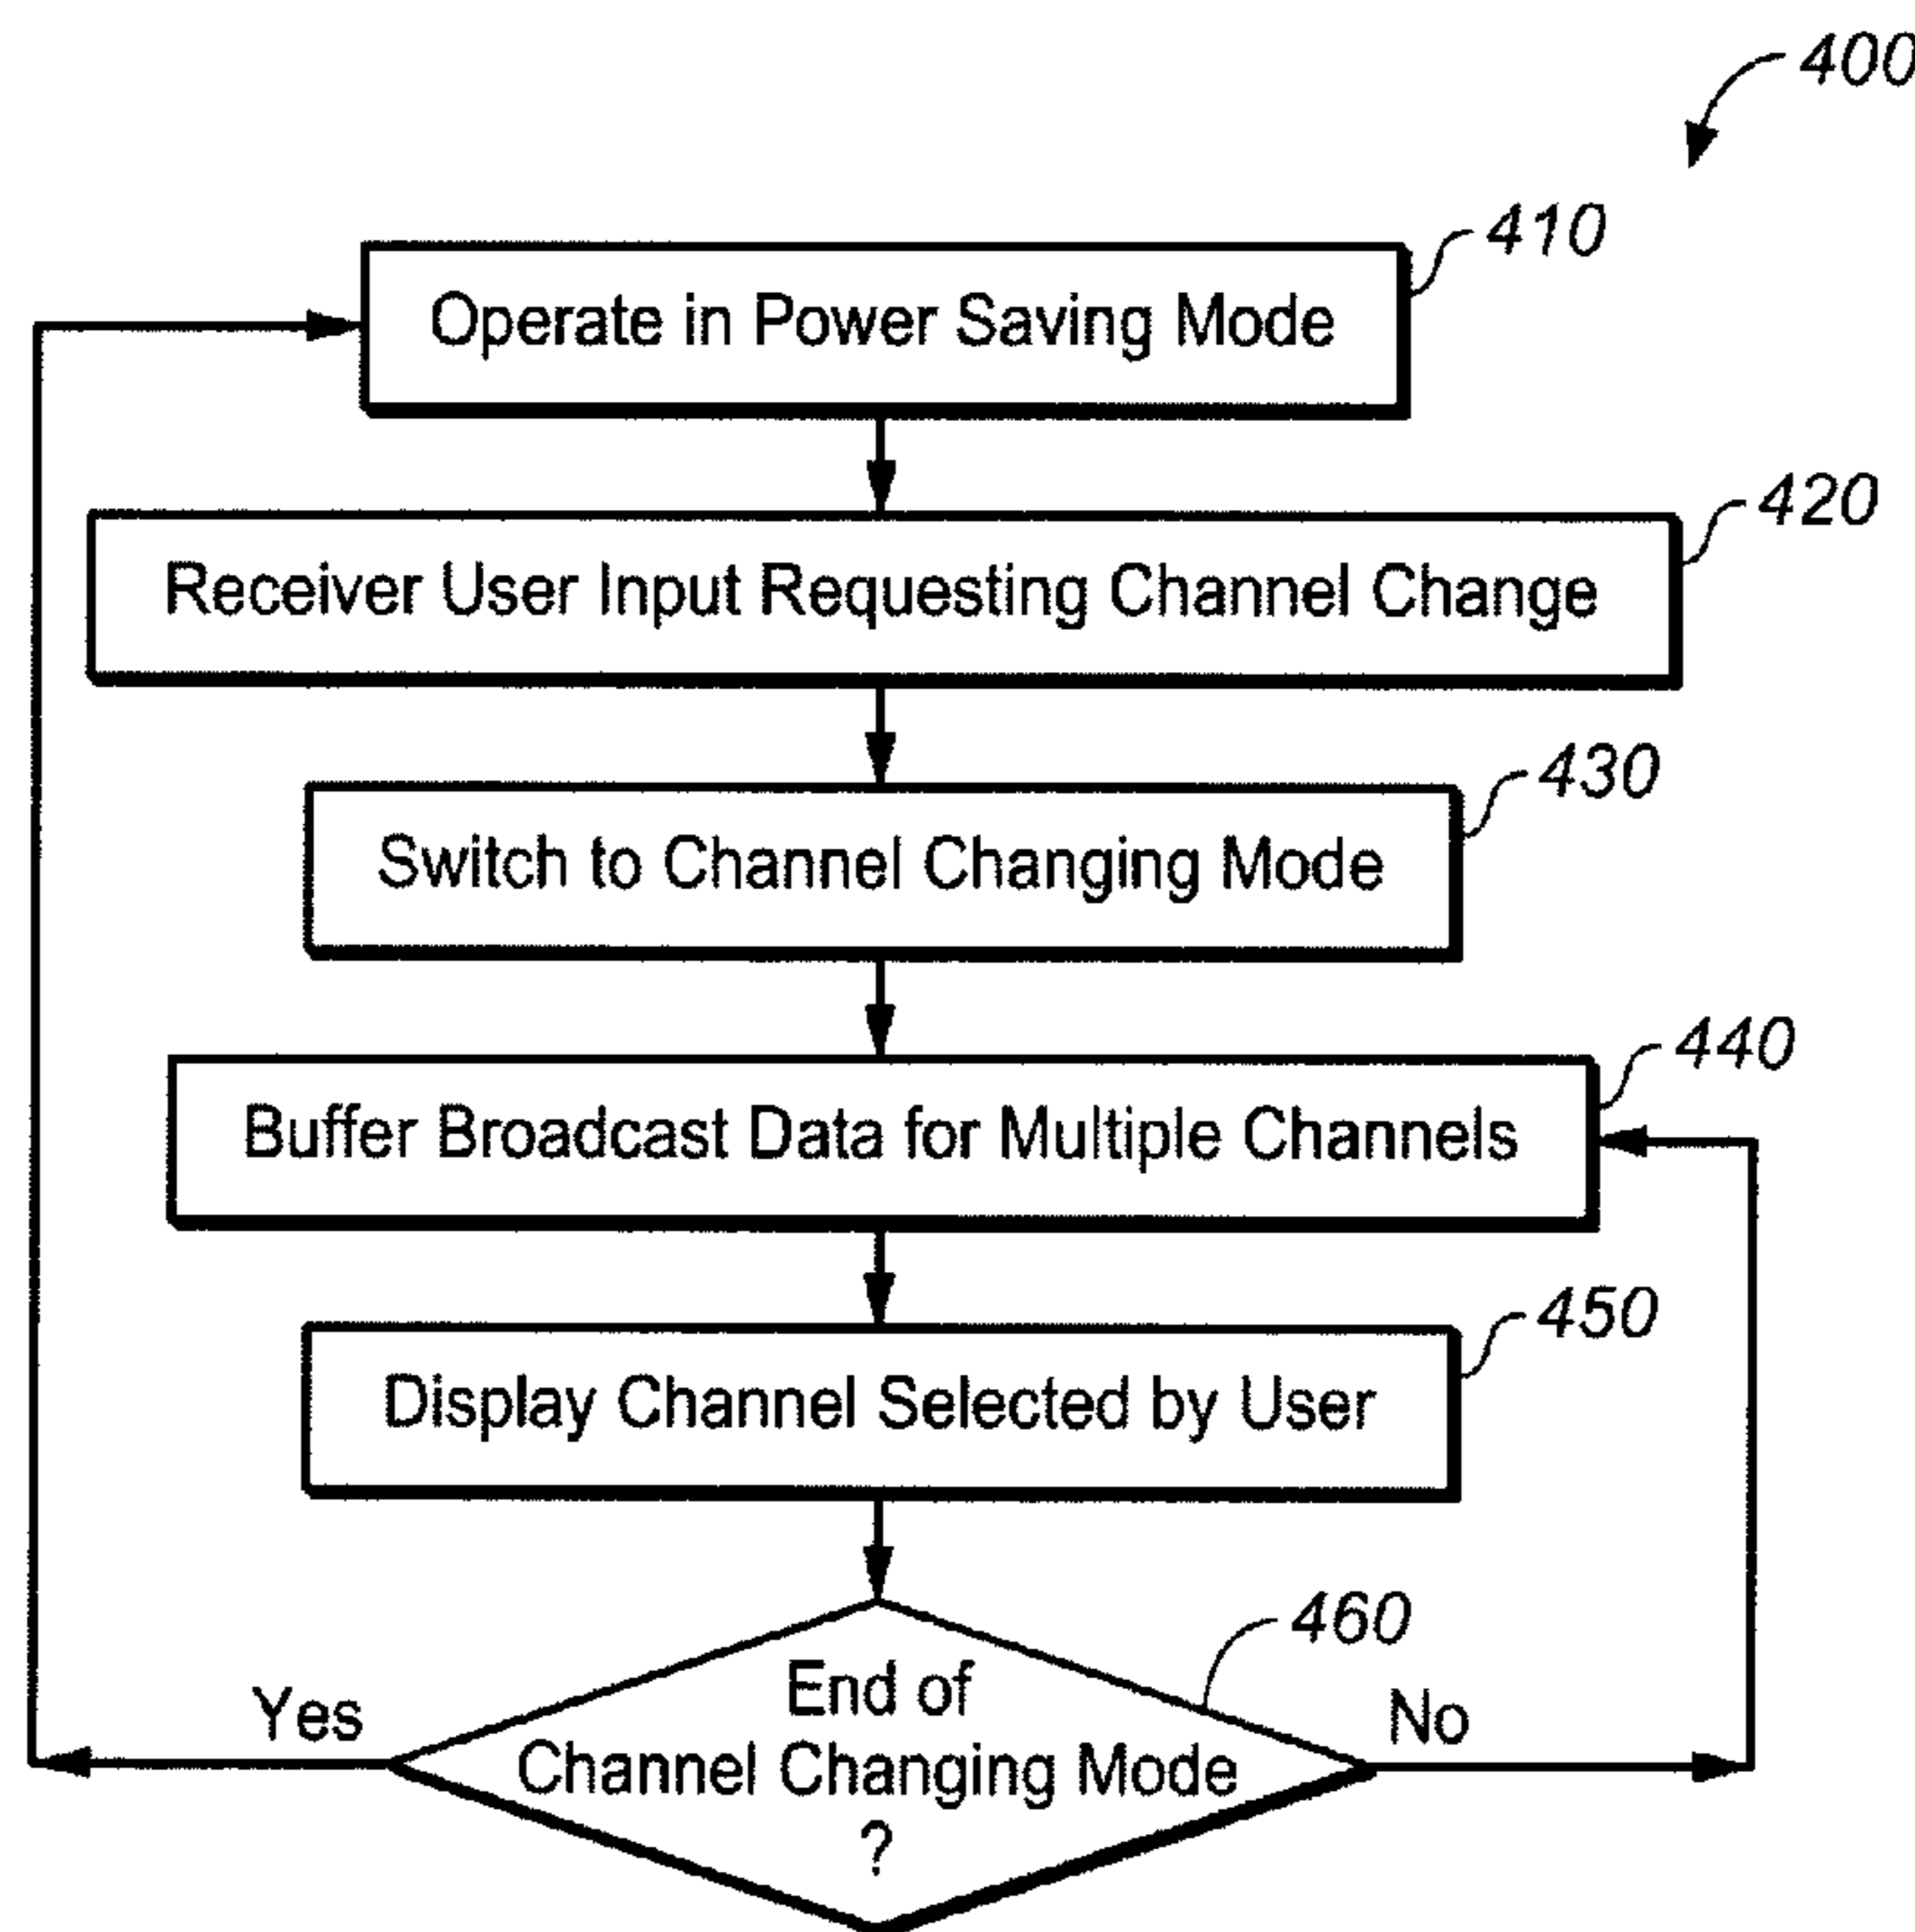 400
410
Operate in Power Saving Mode
420
Receiver User Input Requesting Channel Change
430
Switch to Channel Changing Mode
440
Buffer Broadcast Data for Multiple Channels
450
Display Channel Selected by User
460
End of
Channel Changing Mode
?
Yes
No